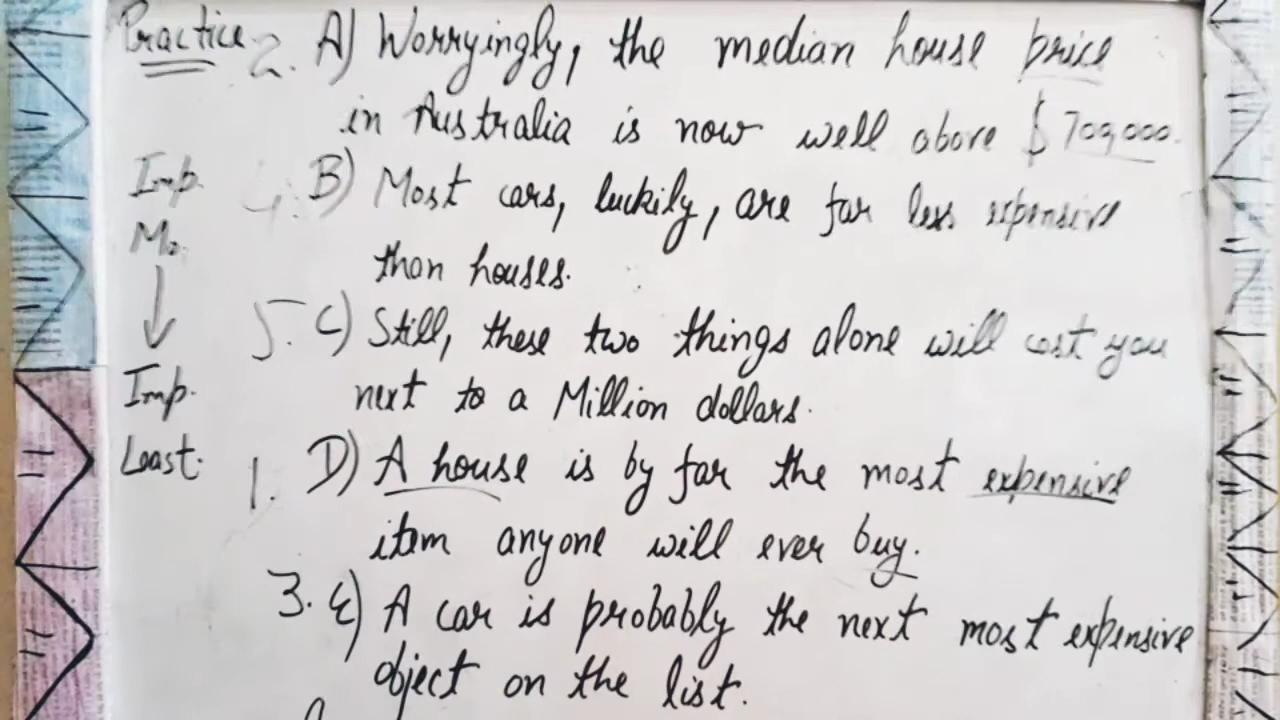 Practice 2. A) Worryingly, the median house price
in Australia is now well above $ 700,000.
Imp. 4. B) Most cars, luckily, are far less expensive
Mo.
than houses.
5. C) Still, these two things alone will cost you
Imp. next to a Million dollars.
Least. 1. D) A house is by far the most expensive
item anyone will ever buy.
3. E) A car is probably the next most expensive
object on the list.